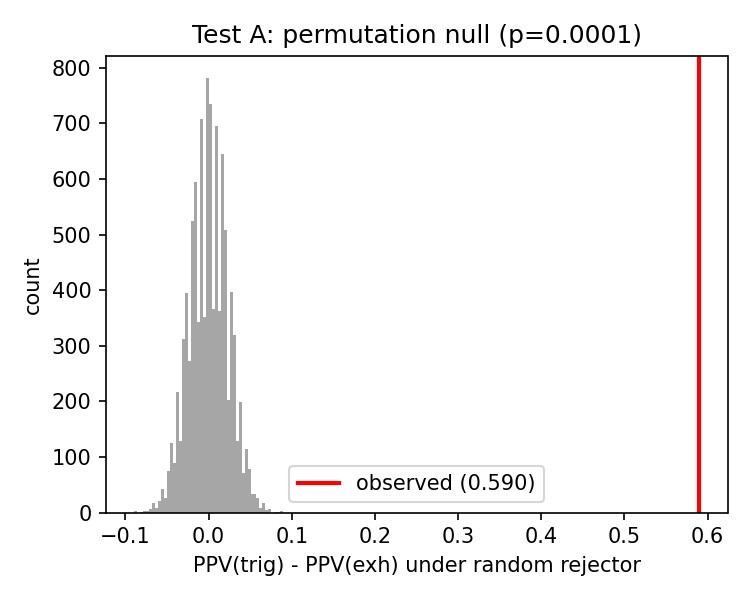 Test A: permutation null (p=0.0001)
800
700
600
500
400
300
200
100
0
count
observed (0.590)
−0.1 0.0 0.1 0.2 0.3 0.4 0.5 0.6
PPV(trig) - PPV(exh) under random rejector